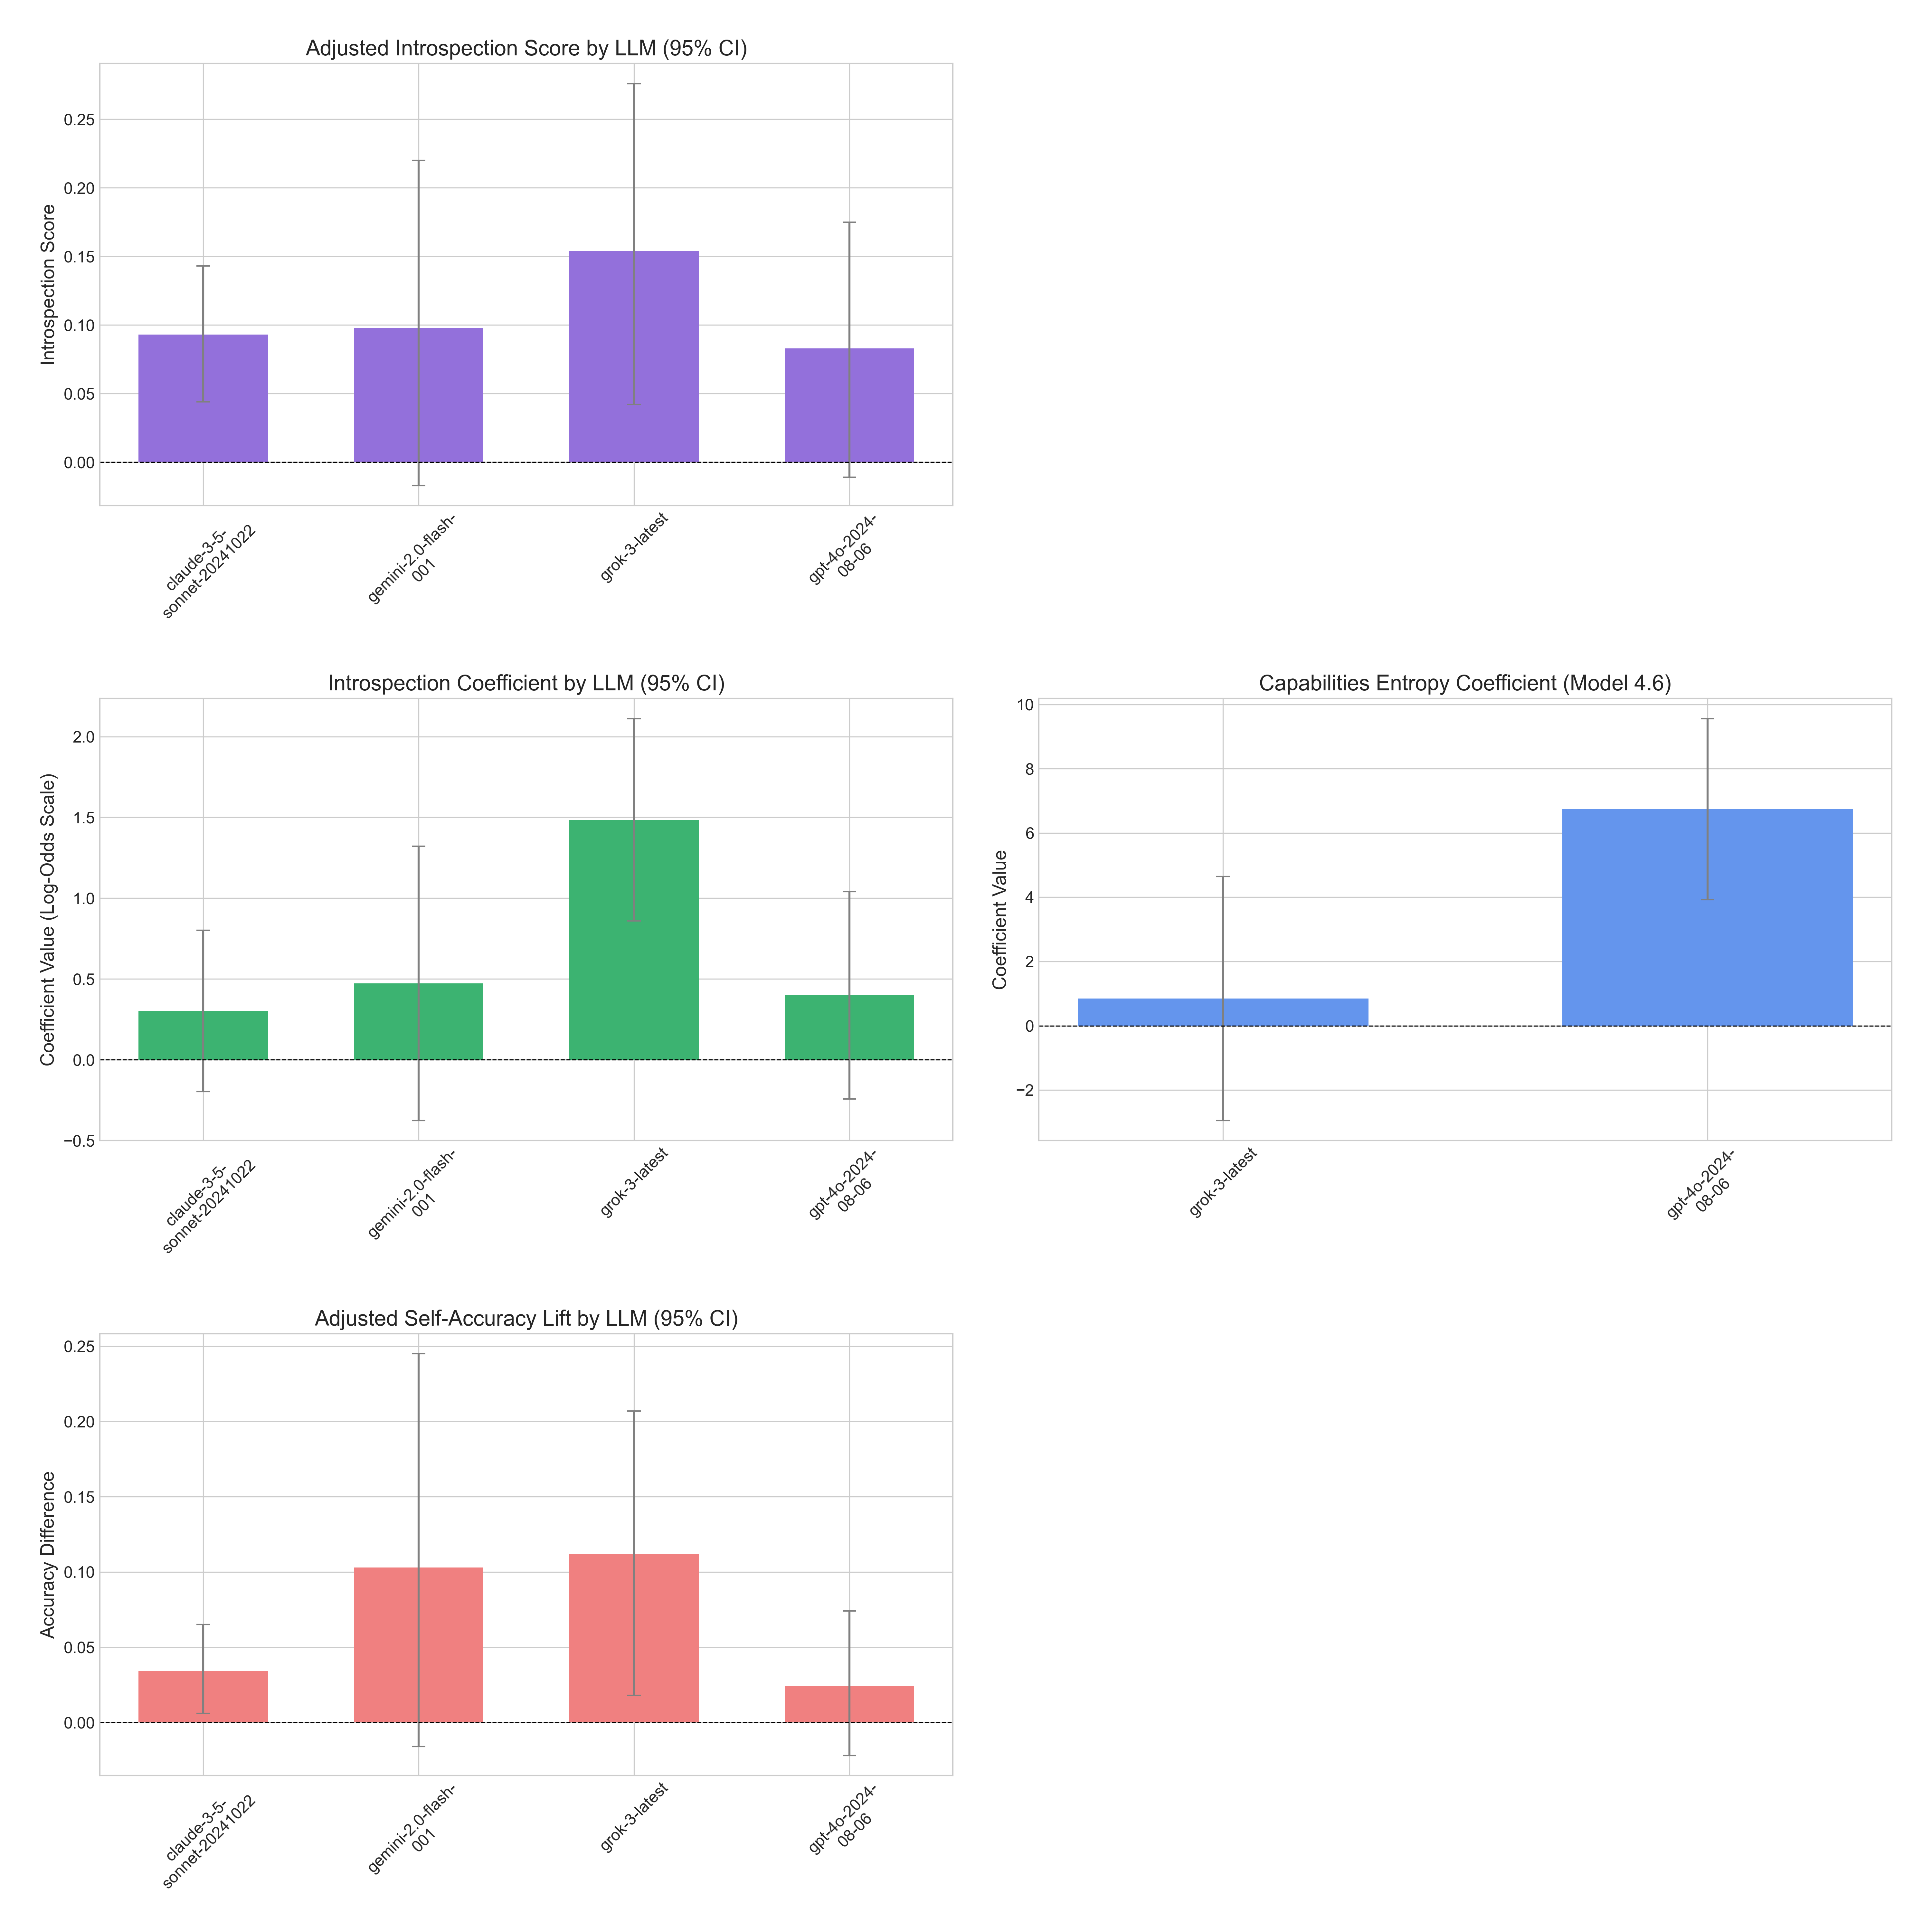 Adjusted Introspection Score by LLM (95% CI)
Introspection Score
0.25
0.20
0.15
0.10
0.05
0.00
claude-3-5-
sonnet-20241022
gemini-2.0-flash-
001
grok-3-latest
gpt-4o-2024-
08-06
Introspection Coefficient by LLM (95% CI)
Coefficient Value (Log-Odds Scale)
2.0
1.5
1.0
0.5
0.0
−0.5
claude-3-5-
sonnet-20241022
gemini-2.0-flash-
001
grok-3-latest
gpt-4o-2024-
08-06
Capabilities Entropy Coefficient (Model 4.6)
Coefficient Value
10
8
6
4
2
0
−2
grok-3-latest
gpt-4o-2024-
08-06
Adjusted Self-Accuracy Lift by LLM (95% CI)
Accuracy Difference
0.25
0.20
0.15
0.10
0.05
0.00
claude-3-5-
sonnet-20241022
gemini-2.0-flash-
001
grok-3-latest
gpt-4o-2024-
08-06